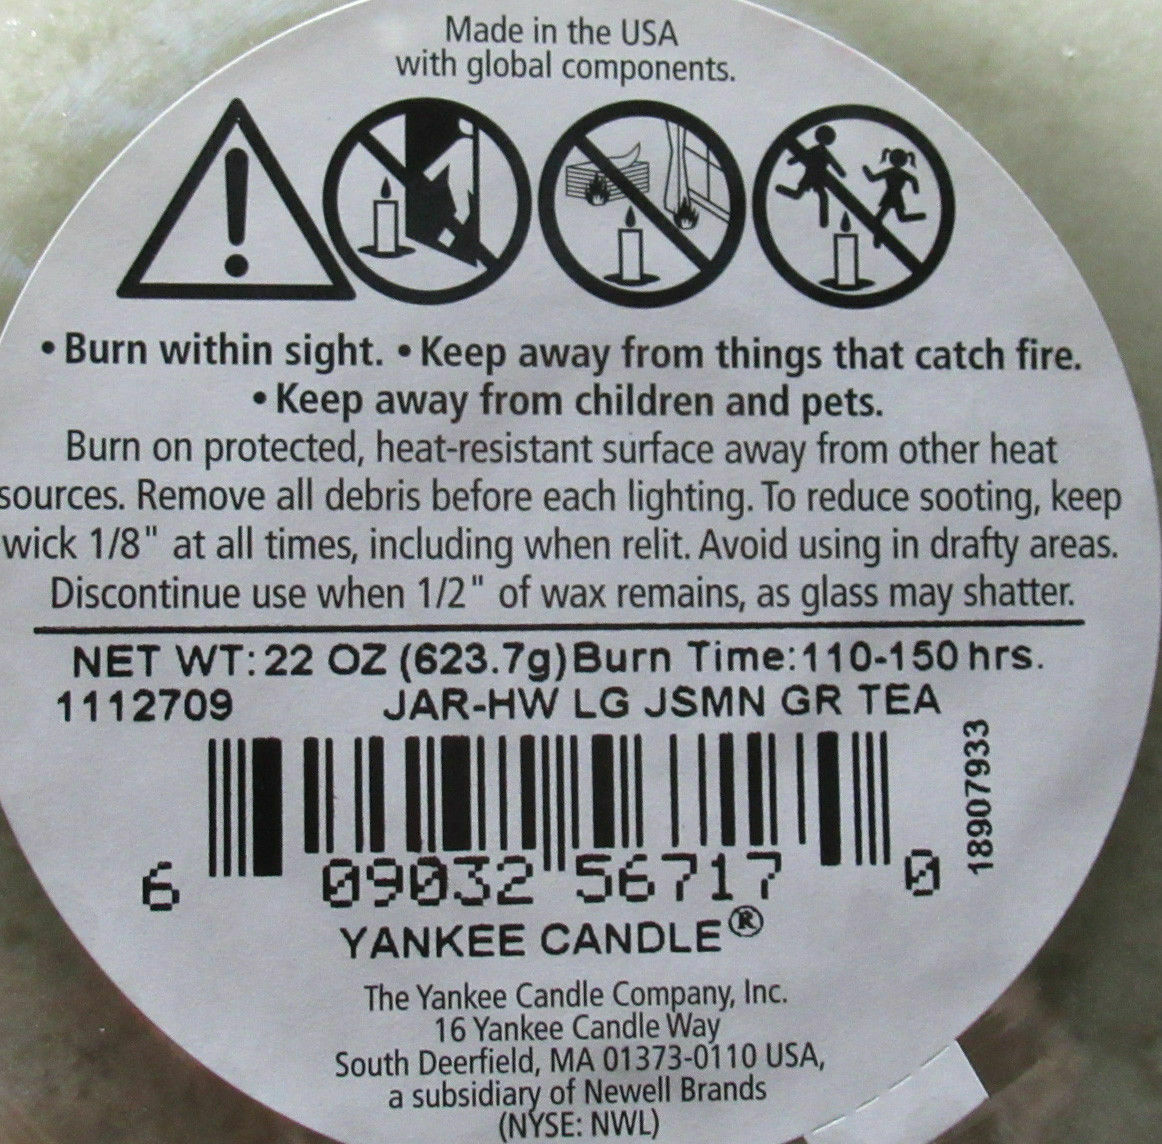 Made in the USA
with global components.
• Burn within sight. • Keep away from things that catch fire.
• Keep away from children and pets.
Burn on protected, heat-resistant surface away from other heat
sources. Remove all debris before each lighting. To reduce sooting, keep
wick 1/8" at all times, including when relit. Avoid using in drafty areas.
Discontinue use when 1/2" of wax remains, as glass may shatter.
NET WT: 22 OZ (623.7g) Burn Time: 110-150 hrs.
1112709 JAR-HW LG JSMN GR TEA
18907933
6 09032 56717 0
YANKEE CANDLE®
The Yankee Candle Company, Inc.
16 Yankee Candle Way
South Deerfield, MA 01373-0110 USA,
a subsidiary of Newell Brands
(NYSE: NWL)